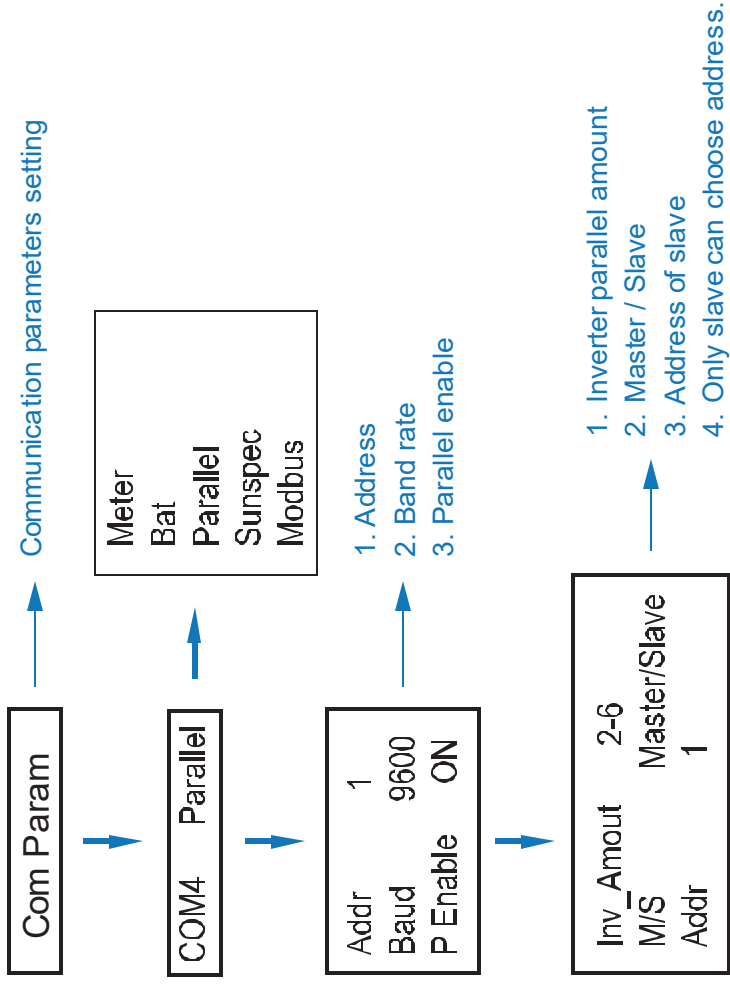 Com Param
Communication parameters setting
COM4 Parallel
Meter
Bat
Parallel
Sunspec
Modbus
Addr 1
Baud 9600
P Enable ON
1. Address
2. Band rate
3. Parallel enable
Inv_Amout 2-6
M/S Master/Slave
Addr 1
1. Inverter parallel amount
2. Master / Slave
3. Address of slave
4. Only slave can choose address.